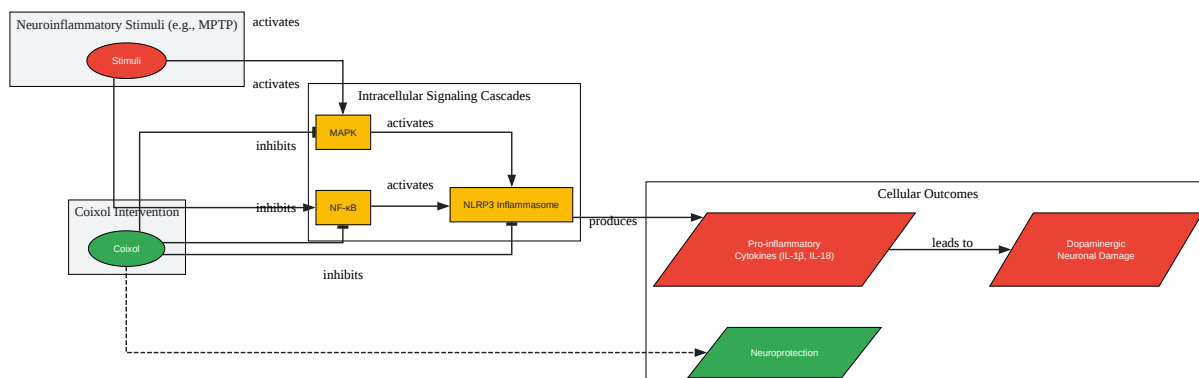 Neuroinflammatory Stimuli (e.g., MPTP)
activates
Stimuli
activates
Intracellular Signaling Cascades
MAPK
activates
inhibits
activates
NF-κB
NLRP3 Inflammasome
inhibits
Coixol Intervention
Coixol
inhibits
produces
Cellular Outcomes
Pro-inflammatory
Cytokines (IL-1β, IL-18)
leads to
Dopaminergic
Neuronal Damage
Neuroprotection